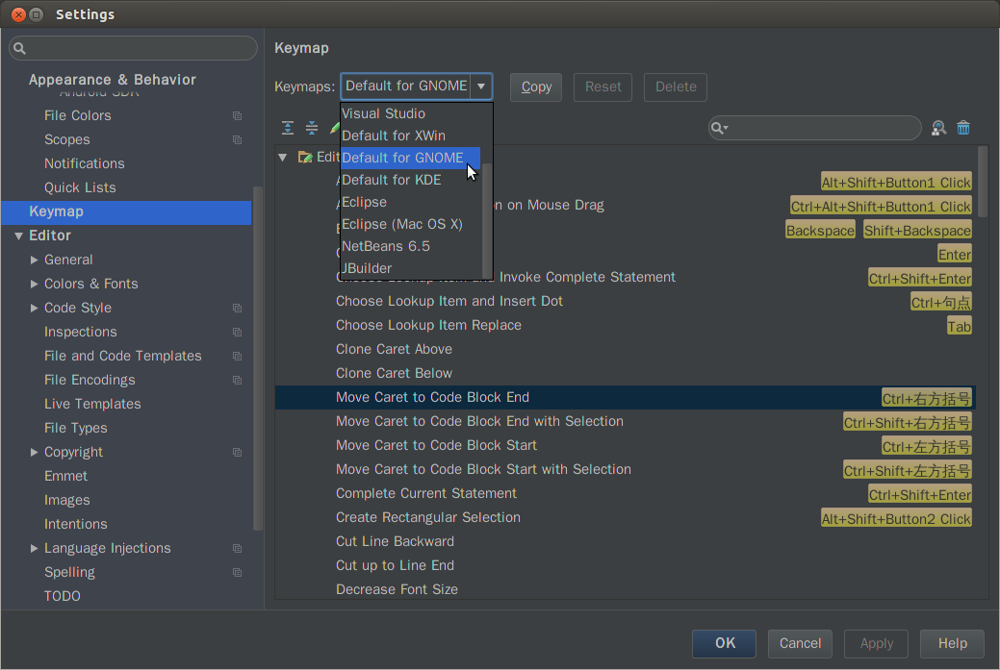 Settings
Appearance & Behavior
Android SDK
File Colors
Scopes
Notifications
Quick Lists
Keymap
Editor
General
Colors & Fonts
Code Style
Inspections
File and Code Templates
File Encodings
Live Templates
File Types
Copyright
Emmet
Images
Intentions
Language Injections
Spelling
TODO
Keymap
Keymaps: Default for GNOME Copy Reset Delete
Visual Studio
Default for XWin
Default for GNOME
Default for KDE
Eclipse
Eclipse (Mac OS X)
NetBeans 6.5
JBuilder
Edit
Alt+Shift+Button1 Click
on Mouse Drag Ctrl+Alt+Shift+Button1 Click
Backspace Shift+Backspace
Enter
Choose Lookup Item and Invoke Complete Statement Ctrl+Shift+Enter
Choose Lookup Item and Insert Dot Ctrl+句点
Choose Lookup Item Replace Tab
Clone Caret Above
Clone Caret Below
Move Caret to Code Block End Ctrl+右方括号
Move Caret to Code Block End with Selection Ctrl+Shift+右方括号
Move Caret to Code Block Start Ctrl+左方括号
Move Caret to Code Block Start with Selection Ctrl+Shift+左方括号
Complete Current Statement Ctrl+Shift+Enter
Create Rectangular Selection Alt+Shift+Button2 Click
Cut Line Backward
Cut up to Line End
Decrease Font Size
OK Cancel Apply Help